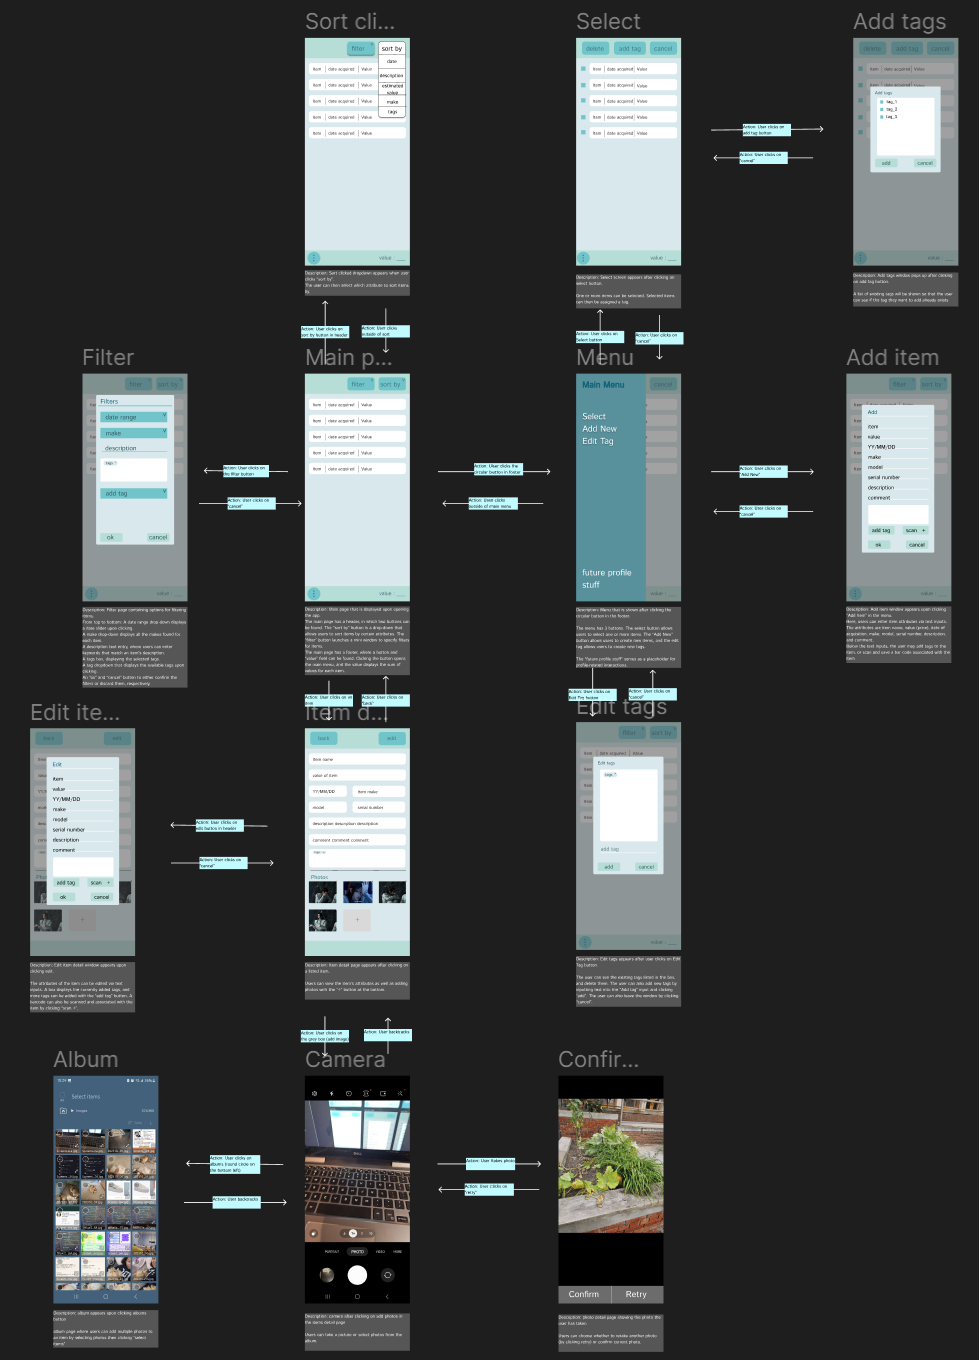 Sort cli...
filter
sort by
date
description
estimated
value
make
tags
Item | date acquired | Value
Item | date acquired | Value
Item | date acquired | Value
Item | date acquired | Value
Item | date acquired | Value
value : ___
Description: Sort clicked dropdown appears when user
clicks "sort by".
The user can then select which attribute to sort items
by.
Select
delete
add tag
cancel
Item | date acquired | Value
Item | date acquired | Value
Item | date acquired | Value
Item | date acquired | Value
Item | date acquired | Value
value : ___
Description: Select screen appears after clicking on
select button.
One or more items can be selected. Selected items
can then be assigned a tag.
Action: User clicks on
add tag button
Action: User clicks on
"cancel"
Add tags
delete
add tag
cancel
Add tags
tag_1
tag_2
tag_3
add
cancel
Description: Add tags window pops up after clicking
on add tag button.
A list of existing tags will be shown so that the user
can see if the tag they want to add already exists.
Action: User clicks on
sort by button in header
Action: User clicks
outside of sort
Action: User clicks on
Select button
Action: User clicks on
"cancel"
Filter
filter
sort by
Filters
date range
make
description
tags *
add tag
ok
cancel
value : ___
Description: Filter page containing options for filtering
items.
From top to bottom: A date range drop down displays
a date slider upon clicking.
A make dropdown displays all the makes found for
each item.
A description text entry, where users can enter
keywords that match an item's description.
A tags box, displaying the selected tags.
A tag dropdown that displays the available tags upon
clicking.
An "ok" and "cancel" button to either confirm the
filters or discard them, respectively.
Action: User clicks on
the filter button
Action: User clicks on
"cancel"
Main p...
filter
sort by
Item | date acquired | Value
Item | date acquired | Value
Item | date acquired | Value
Item | date acquired | Value
Item | date acquired | Value
value : ___
Description: Main page that is displayed upon opening
the app.
The main page has a header, in which two buttons can
be found. The "sort by" button is a dropdown that
allows users to sort items by certain attributes. The
"filter" button launches a mini window to specify filters
for items.
The main page has a footer, where a button and
"value" field can be found. Clicking the button opens
the main menu, and the value displays the sum of
values for each item.
Action: User clicks the
circular button in footer
Action: User clicks
outside of main menu
Menu
Main Menu
cancel
Select
Add New
Edit Tag
future profile
stuff
value : ___
Description: Menu that is shown after clicking the
circular button in the footer.
The menu has 3 buttons. The select button allows
users to select one or more items. The "Add New"
button allows users to create new items, and the edit
tag allows users to create new tags.
The "future profile stuff" serves as a placeholder for
profile related interactions.
Action: User clicks on
"Add New"
Action: User clicks on
"cancel"
Add item
filter
sort by
Add
item
value
YY/MM/DD
make
model
serial number
description
comment
add tag
scan +
ok
cancel
value : ___
Description: Add item window appears upon clicking
"Add Item" in the menu.
Here, users can enter item attributes via text inputs.
The attributes are item name, value (price), date of
acquisition, make, model, serial number, description,
and comment.
Below the text inputs, the user may add tags to the
item, or scan and save a bar code associated with the
item
Action: User clicks on an
item
Action: User clicks on
"back"
Action: User clicks on
Edit Tag button
Action: User clicks on
"cancel"
Edit ite...
back
edit
Edit
item
value
YY/MM/DD
make
model
serial number
description
comment
add tag
scan +
ok
cancel
Photos
Description: Edit item detail window appears upon
clicking edit.
The attributes of the item can be edited via text
inputs. A box displays the currently added tags, and
more tags can be added with the "add tag" button. A
barcode can also be scanned and associated with the
item by clicking "scan +".
Action: User clicks on
edit button in header
Action: User clicks on
"cancel"
Item d...
back
edit
item name
value of item
YY/MM/DD
item make
model
serial number
description description description
comment comment comment
Photos
+
Description: Item detail page appears after clicking on
a listed item.
Users can view the item's attributes as well as adding
photos with the "+" button at the bottom.
Edit tags
filter
sort by
Item | date acquired | Value
Edit tags
tags *
add tag
add
cancel
value : ___
Description: Edit tags appears after user clicks on Edit
Tag button.
The user can see the existing tags listed in the box,
and delete them. The user can also add new tags by
inputting text into the "Add tag" input and clicking
"add". The user can also leave the window by clicking
"cancel".
Action: User clicks on
the grey box (add image)
Action: User backtracks
Album
Select items
Images
Description: album appears upon clicking albums
button
album page where users can add multiple photos to
an item by selecting photos then clicking "select
items"
Action: User clicks on
albums (round circle on
the bottom left)
Action: User backtracks
Camera
PORTRAIT
PHOTO
VIDEO
MORE
Description: camera after clicking on add photos in
the items detail page
Users can take a picture or select photos from the
album.
Action: User takes photo
Action: User clicks on
"retry"
Confir...
Confirm
Retry
Description: photo detail page showing the photo the
user has taken
Users can choose whether to retake another photo
(by clicking retry) or confirm current photo.